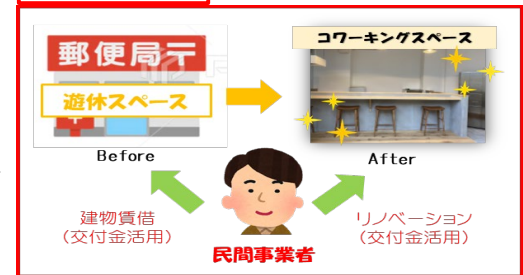 郵便局〒
遊休スペース
コワーキングスペース
Before
After
建物賃借
（交付金活用）
リノベーション
（交付金活用）
民間事業者